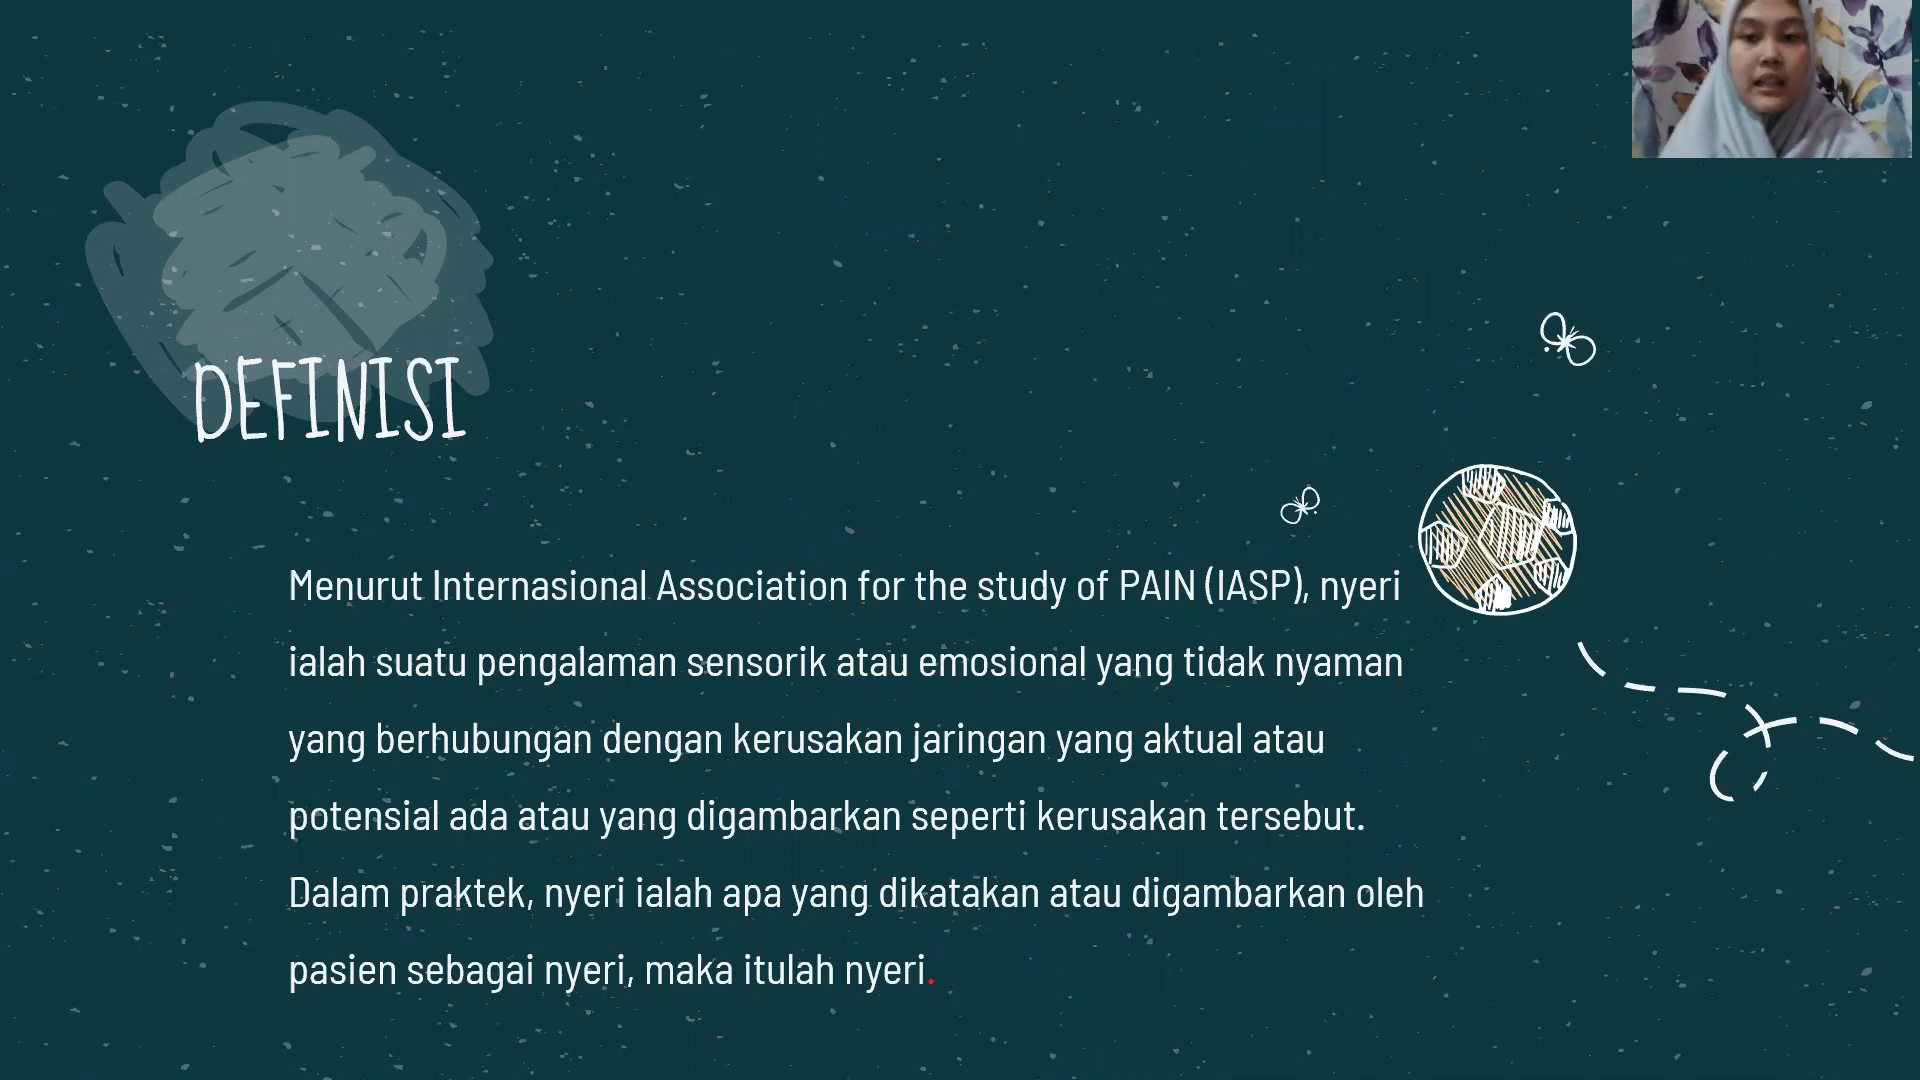 DEFINISI
Menurut Internasional Association for the study of PAIN (IASP), nyeri
ialah suatu pengalaman sensorik atau emosional yang tidak nyaman
yang berhubungan dengan kerusakan jaringan yang aktual atau
potensial ada atau yang digambarkan seperti kerusakan tersebut.
Dalam praktek, nyeri ialah apa yang dikatakan atau digambarkan oleh
pasien sebagai nyeri, maka itulah nyeri.